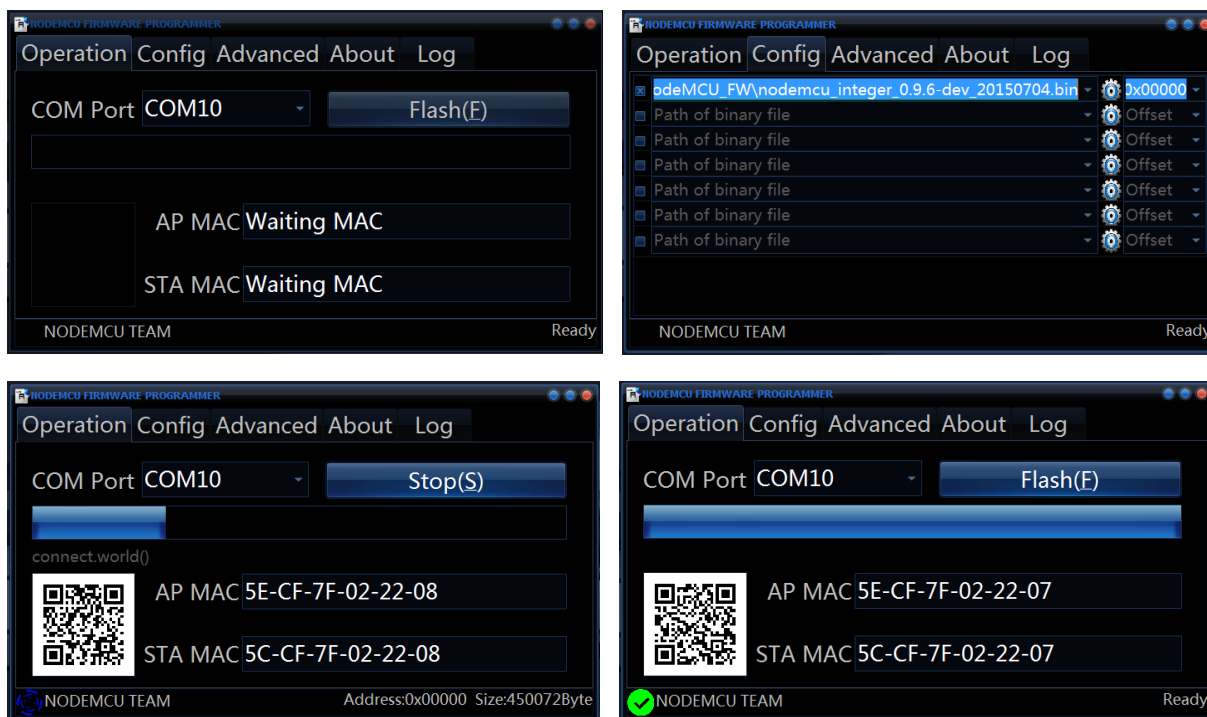 NODEMCU FIRMWARE PROGRAMMER
Operation Config Advanced About Log
COM Port COM10 Flash(F)
AP MAC Waiting MAC
STA MAC Waiting MAC
NODEMCU TEAM Ready
NODEMCU FIRMWARE PROGRAMMER
Operation Config Advanced About Log
odeMCU_FW\nodemcu_integer_0.9.6-dev_20150704.bin 0x00000
Path of binary file Offset
Path of binary file Offset
Path of binary file Offset
Path of binary file Offset
Path of binary file Offset
Path of binary file Offset
NODEMCU TEAM Ready
NODEMCU FIRMWARE PROGRAMMER
Operation Config Advanced About Log
COM Port COM10 Stop(S)
connect.world()
AP MAC 5E-CF-7F-02-22-08
STA MAC 5C-CF-7F-02-22-08
NODEMCU TEAM Address:0x00000 Size:450072Byte
NODEMCU FIRMWARE PROGRAMMER
Operation Config Advanced About Log
COM Port COM10 Flash(F)
AP MAC 5E-CF-7F-02-22-07
STA MAC 5C-CF-7F-02-22-07
NODEMCU TEAM Ready